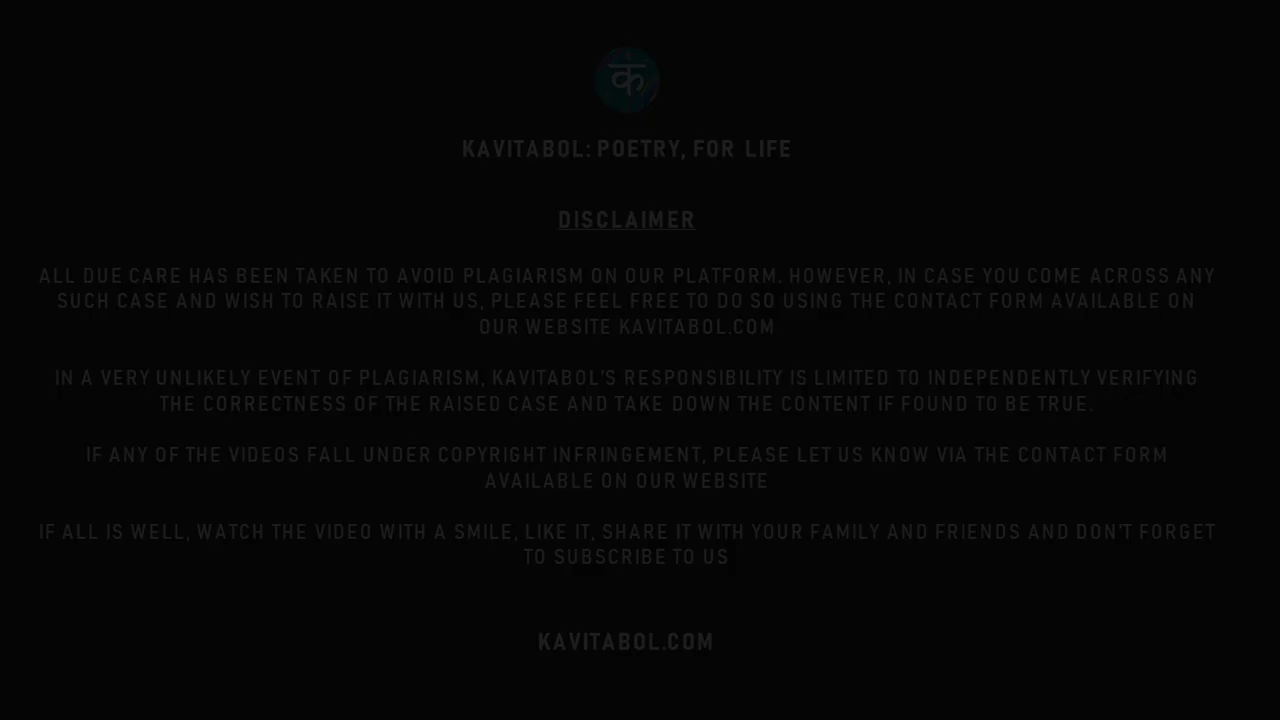 क
KAVITABOL: POETRY, FOR LIFE
DISCLAIMER
ALL DUE CARE HAS BEEN TAKEN TO AVOID PLAGIARISM ON OUR PLATFORM. HOWEVER, IN CASE YOU COME ACROSS ANY
SUCH CASE AND WISH TO RAISE IT WITH US, PLEASE FEEL FREE TO DO SO USING THE CONTACT FORM AVAILABLE ON
OUR WEBSITE KAVITABOL.COM
IN A VERY UNLIKELY EVENT OF PLAGIARISM, KAVITABOL'S RESPONSIBILITY IS LIMITED TO INDEPENDENTLY VERIFYING
THE CORRECTNESS OF THE RAISED CASE AND TAKE DOWN THE CONTENT IF FOUND TO BE TRUE.
IF ANY OF THE VIDEOS FALL UNDER COPYRIGHT INFRINGEMENT, PLEASE LET US KNOW VIA THE CONTACT FORM
AVAILABLE ON OUR WEBSITE
IF ALL IS WELL, WATCH THE VIDEO WITH A SMILE, LIKE IT, SHARE IT WITH YOUR FAMILY AND FRIENDS AND DON'T FORGET
TO SUBSCRIBE TO US
KAVITABOL.COM